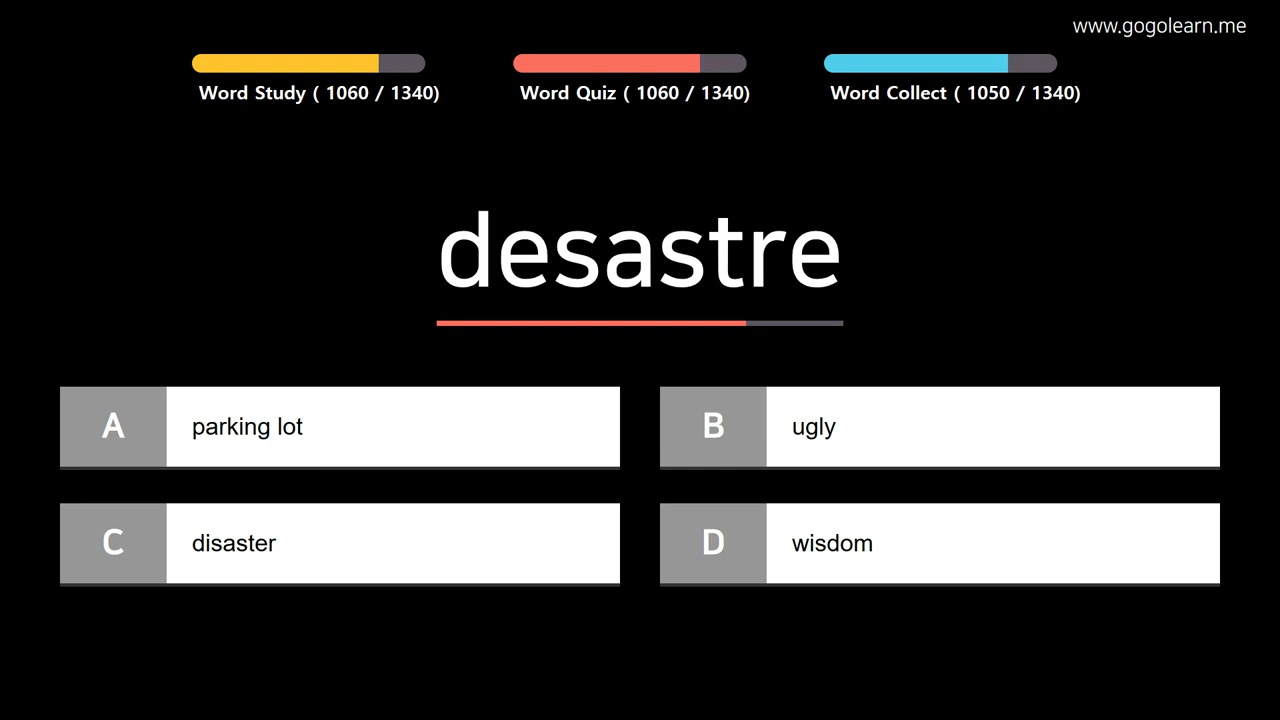 www.gogolearn.me
Word Study ( 1060 / 1340)
Word Quiz ( 1060 / 1340)
Word Collect ( 1050 / 1340)
desastre
A parking lot
B ugly
C disaster
D wisdom